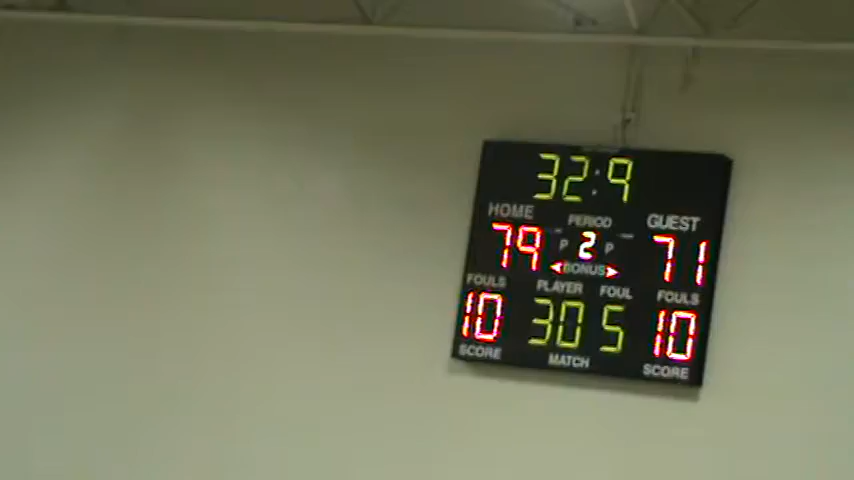 32:9
HOME PERIOD GUEST
79 P 2 P 71
BONUS
FOULS PLAYER FOUL FOULS
10 30 5 10
SCORE MATCH SCORE